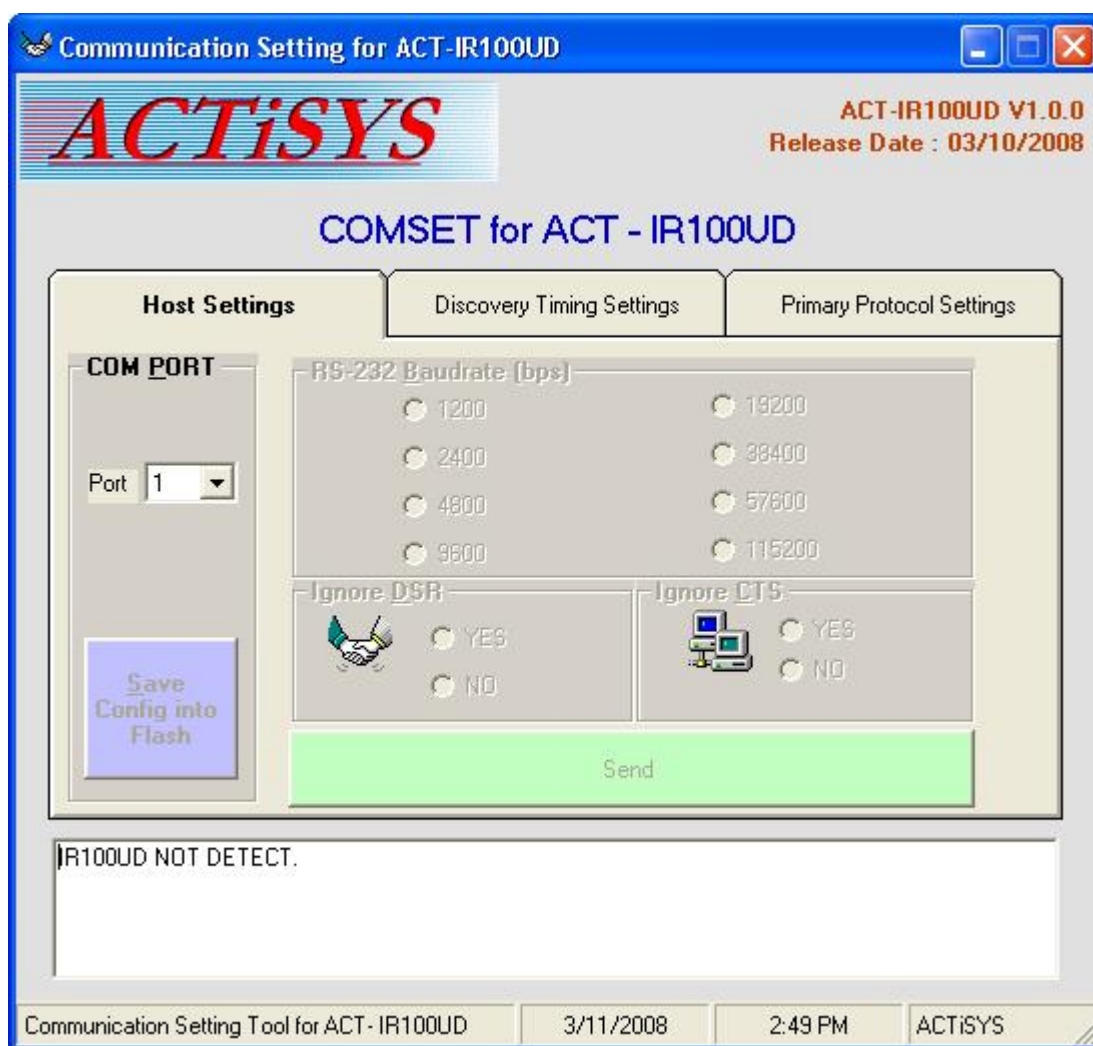 Communication Setting for ACT-IR100UD
ACTiSYS
ACT-IR100UD V1.0.0
Release Date : 03/10/2008
COMSET for ACT - IR100UD
Host Settings
Discovery Timing Settings
Primary Protocol Settings
COM PORT
Port 1
Save
Config into
Flash
RS-232 Baudrate (bps)
1200
19200
2400
38400
4800
57600
9600
115200
Ignore DSR
YES
NO
Ignore CTS
YES
NO
Send
IR100UD NOT DETECT.
Communication Setting Tool for ACT- IR100UD
3/11/2008
2:49 PM
ACTiSYS